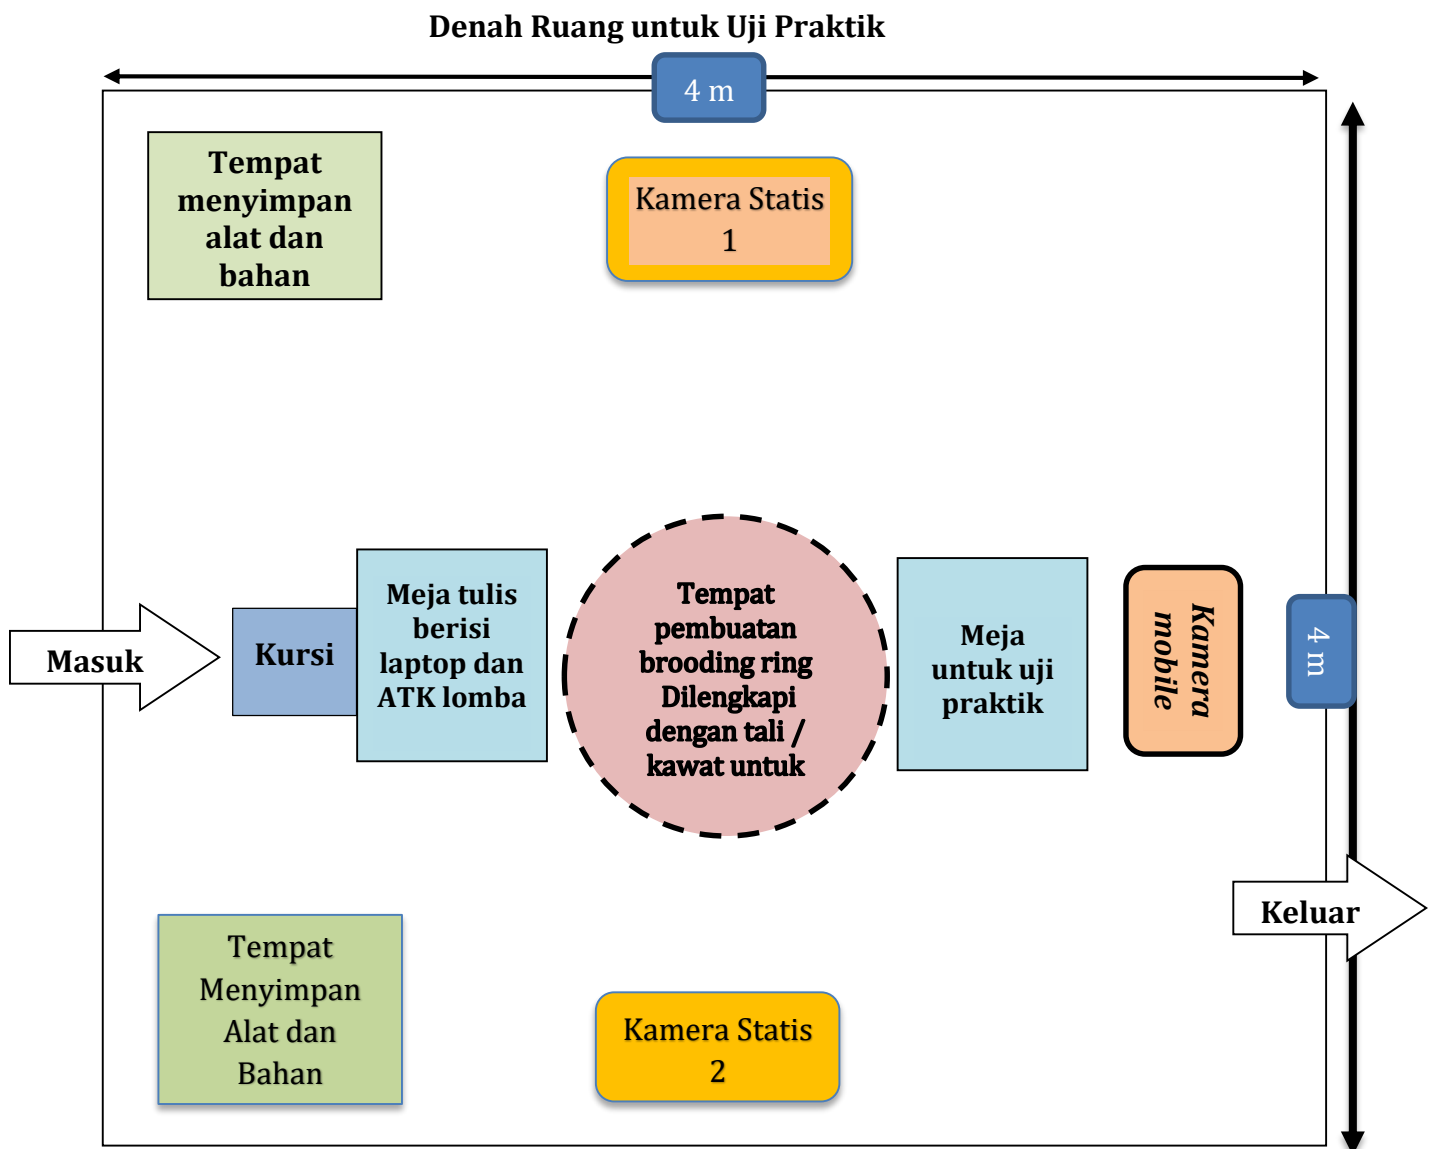 Denah Ruang untuk Uji Praktik
4 m
Tempat
menyimpan
alat dan
bahan
Kamera Statis
1
Masuk
Kursi
Meja tulis
berisi
laptop dan
ATK lomba
Tempat
pembuatan
brooding ring
Dilengkapi
dengan tali /
kawat untuk
Meja
untuk uji
praktik
Kamera
mobile
4 m
Keluar
Tempat
Menyimpan
Alat dan
Bahan
Kamera Statis
2